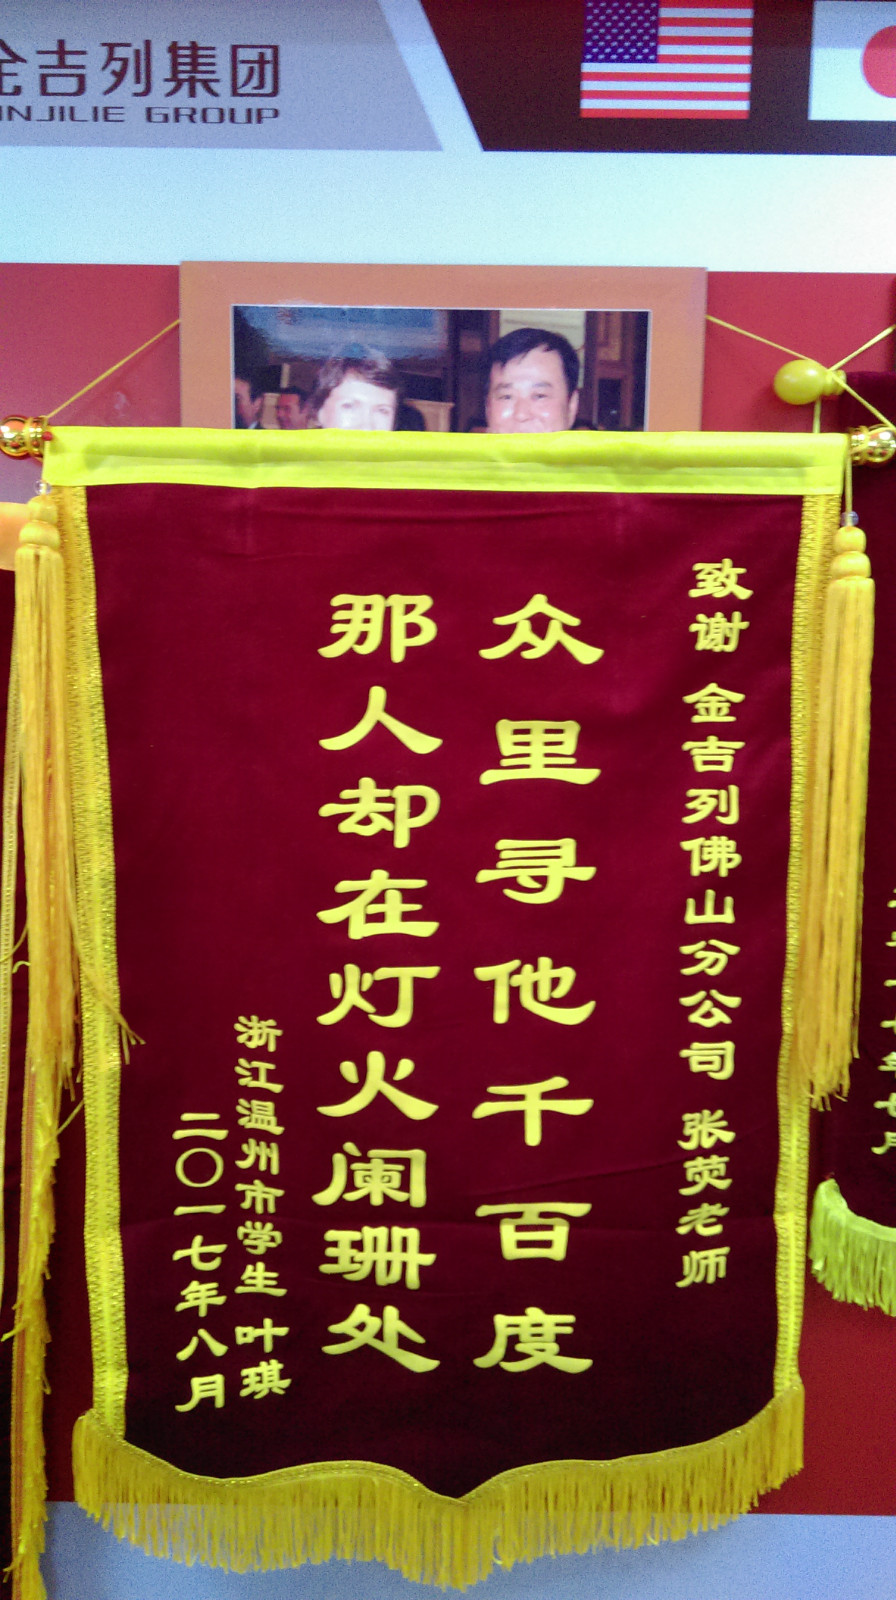 金吉列集团
INJILIE GROUP
致谢 金吉列佛山分公司 张荧老师
众里寻他千百度
那人却在灯火阑珊处
浙江温州市学生 叶琪
二〇一七年八月